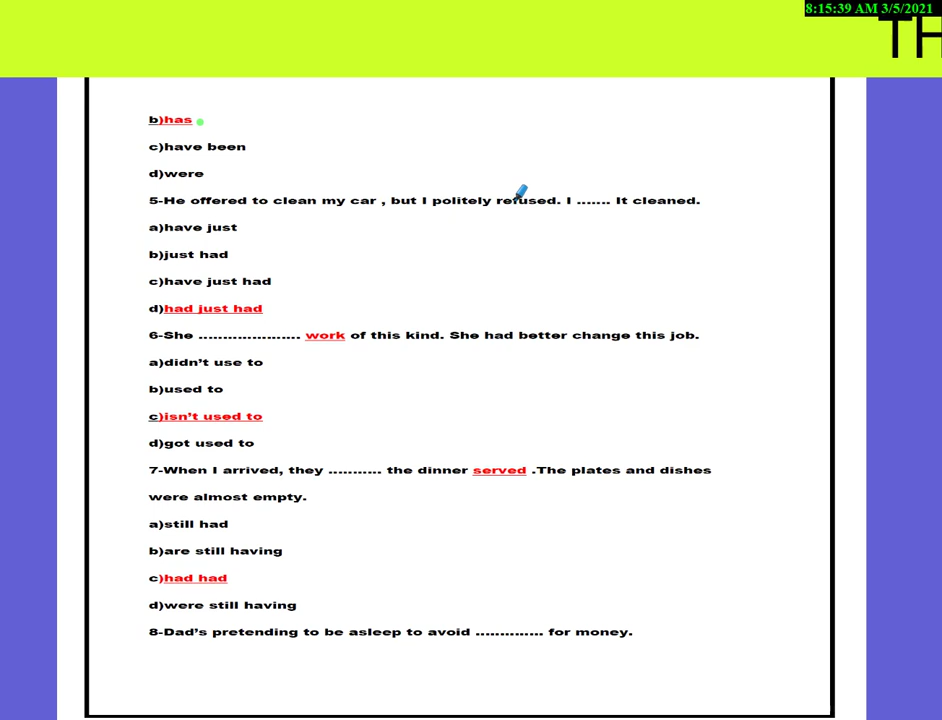 8:15:39 AM 3/5/2021
TH
b)has
c)have been
d)were
5-He offered to clean my car , but I politely refused. I ....... It cleaned.
a)have just
b)just had
c)have just had
d)had just had
6-She ..................... work of this kind. She had better change this job.
a)didn’t use to
b)used to
c)isn’t used to
d)got used to
7-When I arrived, they ........... the dinner served .The plates and dishes
were almost empty.
a)still had
b)are still having
c)had had
d)were still having
8-Dad’s pretending to be asleep to avoid .............. for money.